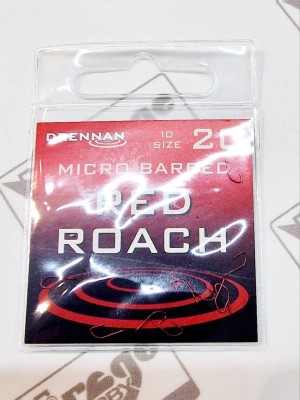 DRENNAN
10
SIZE 20
MICRO BARBED
RED
ROACH